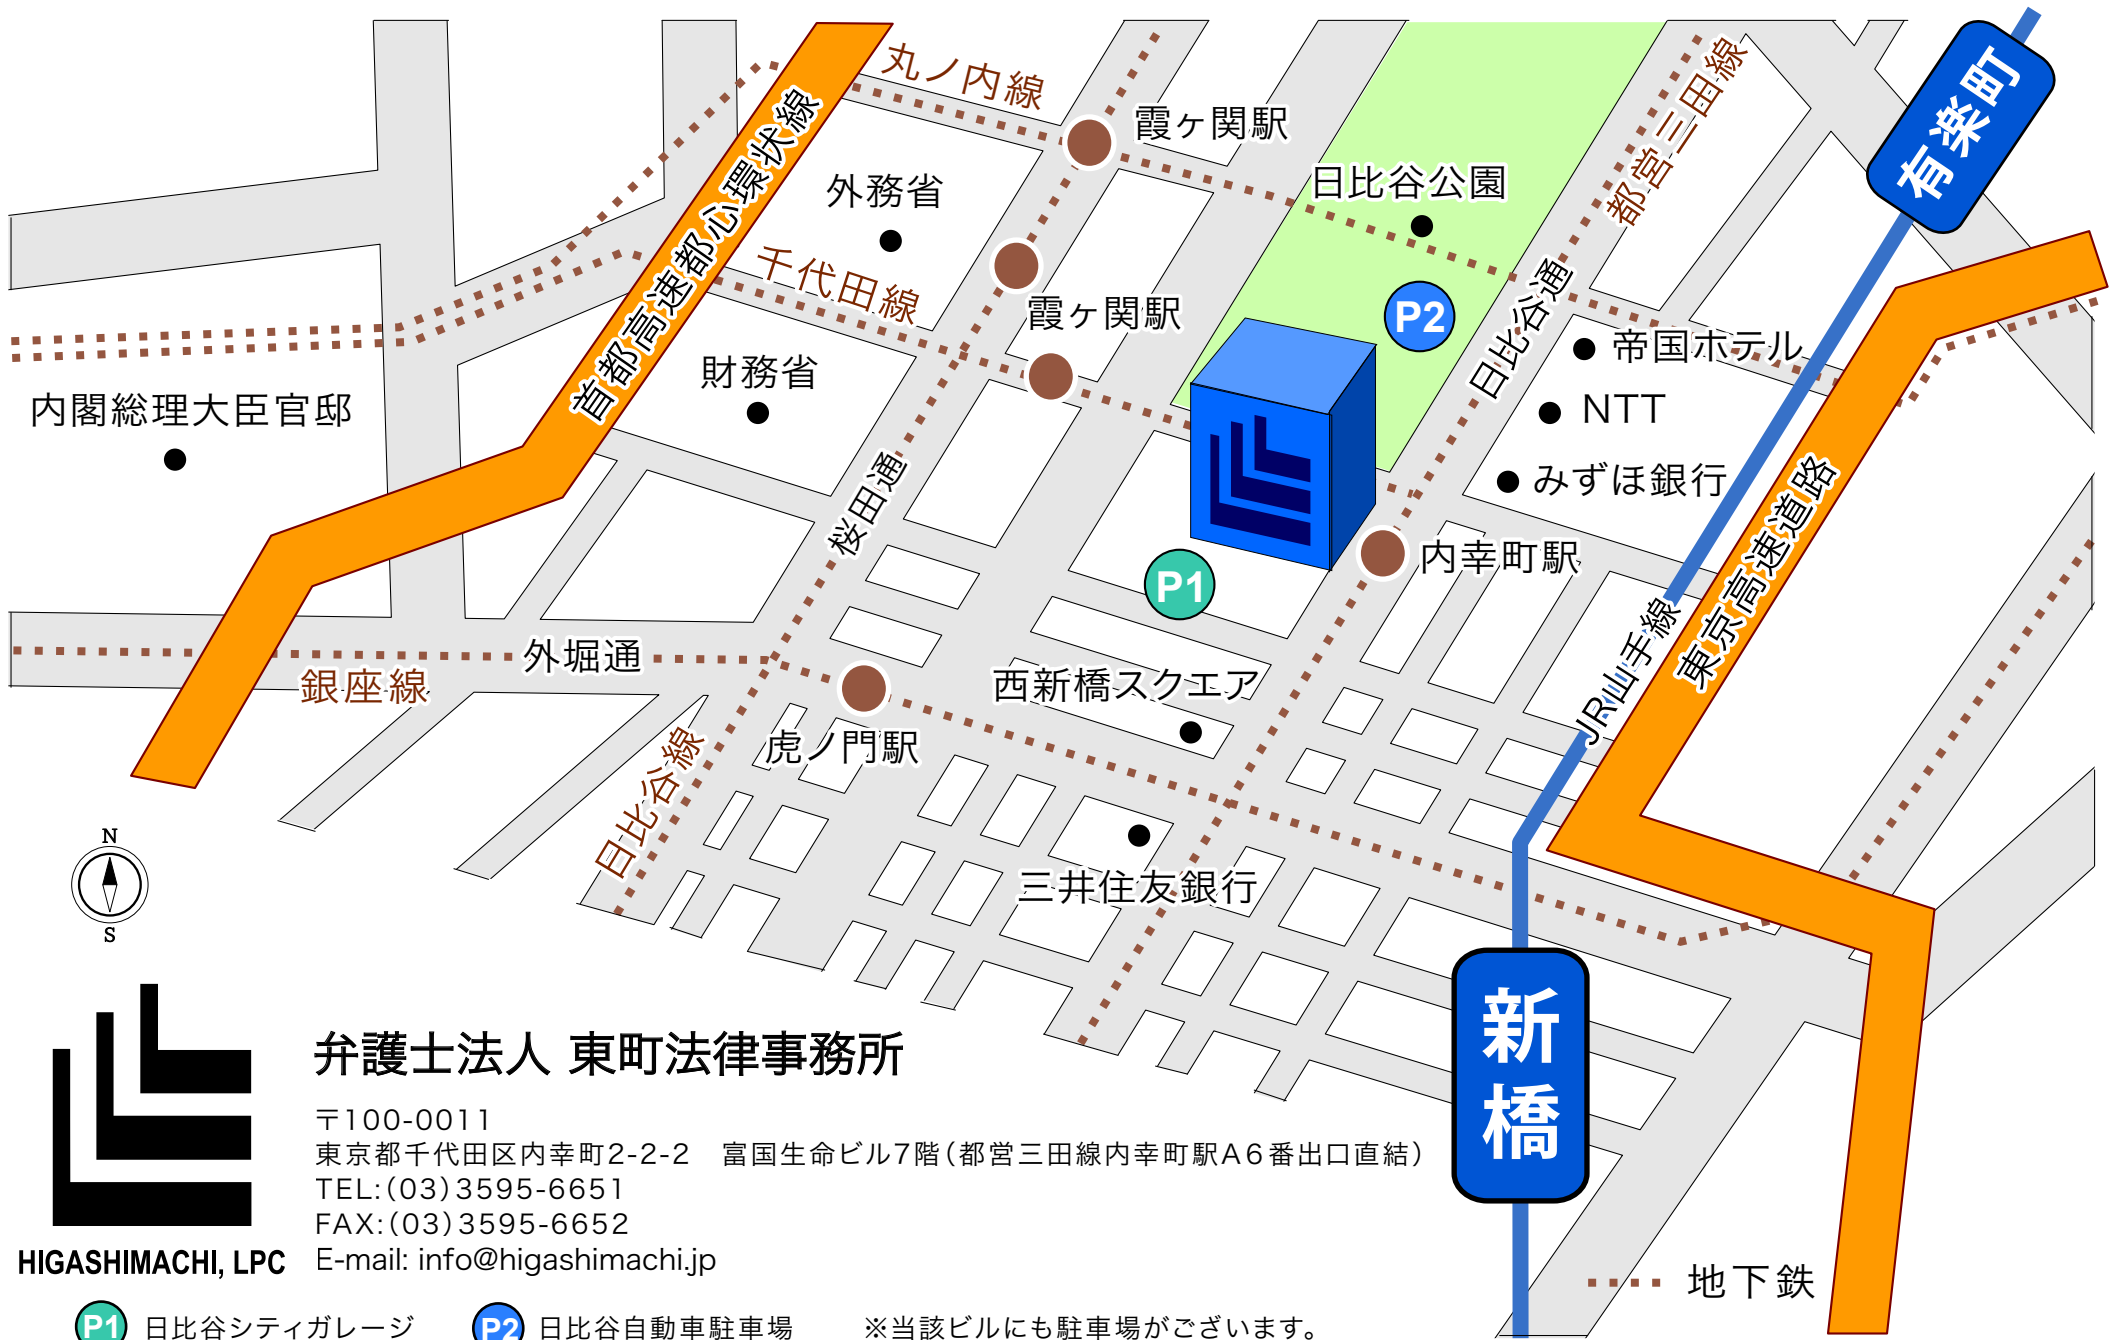 丸ノ内線
霞ヶ関駅
都営三田線
有楽町
外務省
日比谷公園
首都高速都心環状線
千代田線
霞ヶ関駅
P2
日比谷通
帝国ホテル
財務省
内閣総理大臣官邸
NTT
みずほ銀行
桜田通
内幸町駅
P1
東京高速道路
JR山手線
外堀通
銀座線
西新橋スクエア
虎ノ門駅
日比谷線
三井住友銀行
N
S
新橋
弁護士法人 東町法律事務所
〒100-0011
東京都千代田区内幸町2-2-2　富国生命ビル7階(都営三田線内幸町駅A6番出口直結)
TEL:(03)3595-6651
FAX:(03)3595-6652
E-mail: info@higashimachi.jp
HIGASHIMACHI, LPC
地下鉄
P1 日比谷シティガレージ P2 日比谷自動車駐車場 ※当該ビルにも駐車場がございます。